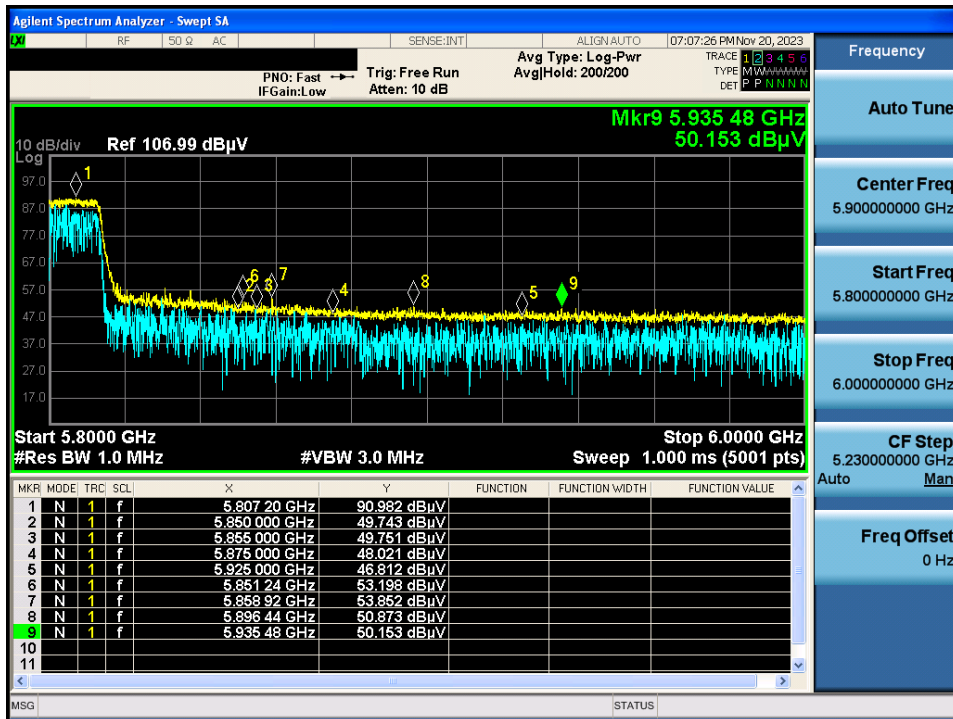 Agilent Spectrum Analyzer - Swept SA
LXI RF 50 Ω AC SENSE:INT ALIGN AUTO 07:07:26 PM Nov 20, 2023
Frequency
PNO: Fast Trig: Free Run Avg Type: Log-Pwr TRACE 1 2 3 4 5 6
IFGain:Low Atten: 10 dB Avg|Hold: 200/200 TYPE M W W W W W
DET P P N N N N
Auto Tune
Mkr9 5.935 48 GHz
50.153 dBµV
10 dB/div Ref 106.99 dBµV
Log
97.0
87.0
77.0
67.0
57.0
47.0
37.0
27.0
17.0
1
2
6
3
7
4
8
5
9
Center Freq
5.900000000 GHz
Start Freq
5.800000000 GHz
Stop Freq
6.000000000 GHz
Start 5.8000 GHz Stop 6.0000 GHz
#Res BW 1.0 MHz #VBW 3.0 MHz Sweep 1.000 ms (5001 pts)
CF Step
5.230000000 GHz
Auto Man
Freq Offset
0 Hz
MKR MODE TRC SCL X Y FUNCTION FUNCTION WIDTH FUNCTION VALUE
1 N 1 f 5.807 20 GHz 90.982 dBµV
2 N 1 f 5.850 000 GHz 49.743 dBµV
3 N 1 f 5.855 000 GHz 49.751 dBµV
4 N 1 f 5.875 000 GHz 48.021 dBµV
5 N 1 f 5.925 000 GHz 46.812 dBµV
6 N 1 f 5.851 24 GHz 53.198 dBµV
7 N 1 f 5.858 92 GHz 53.852 dBµV
8 N 1 f 5.896 44 GHz 50.873 dBµV
9 N 1 f 5.935 48 GHz 50.153 dBµV
10
11
MSG STATUS